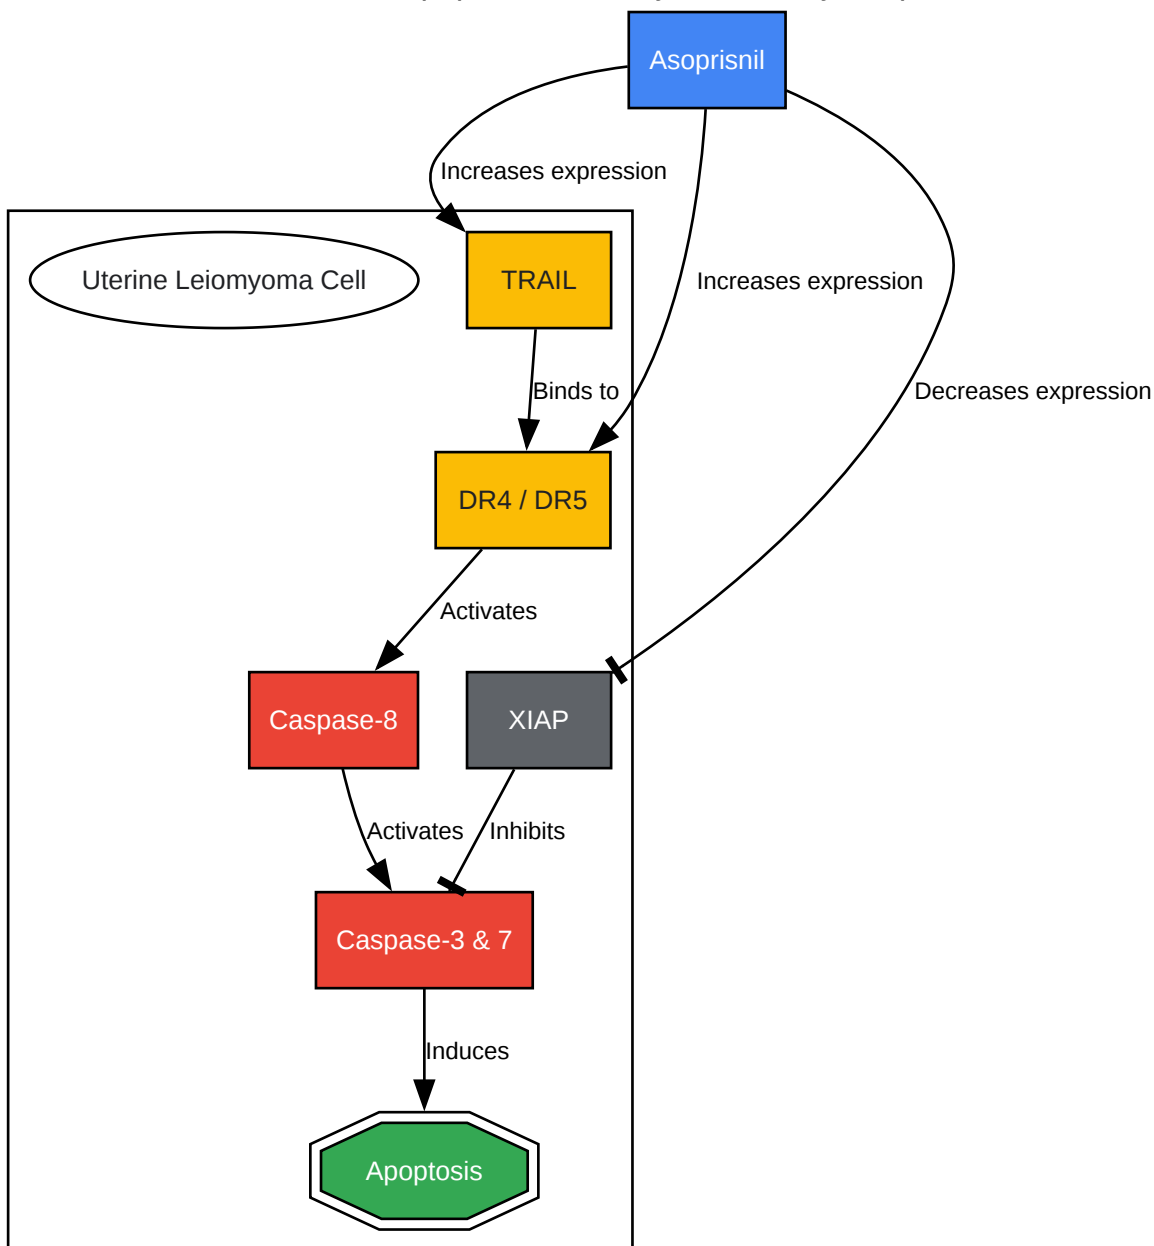 Asoprisnil
Increases expression
Uterine Leiomyoma Cell
TRAIL
Increases expression
Binds to
Decreases expression
DR4 / DR5
Activates
Caspase-8
XIAP
Activates
Inhibits
Caspase-3 & 7
Induces
Apoptosis